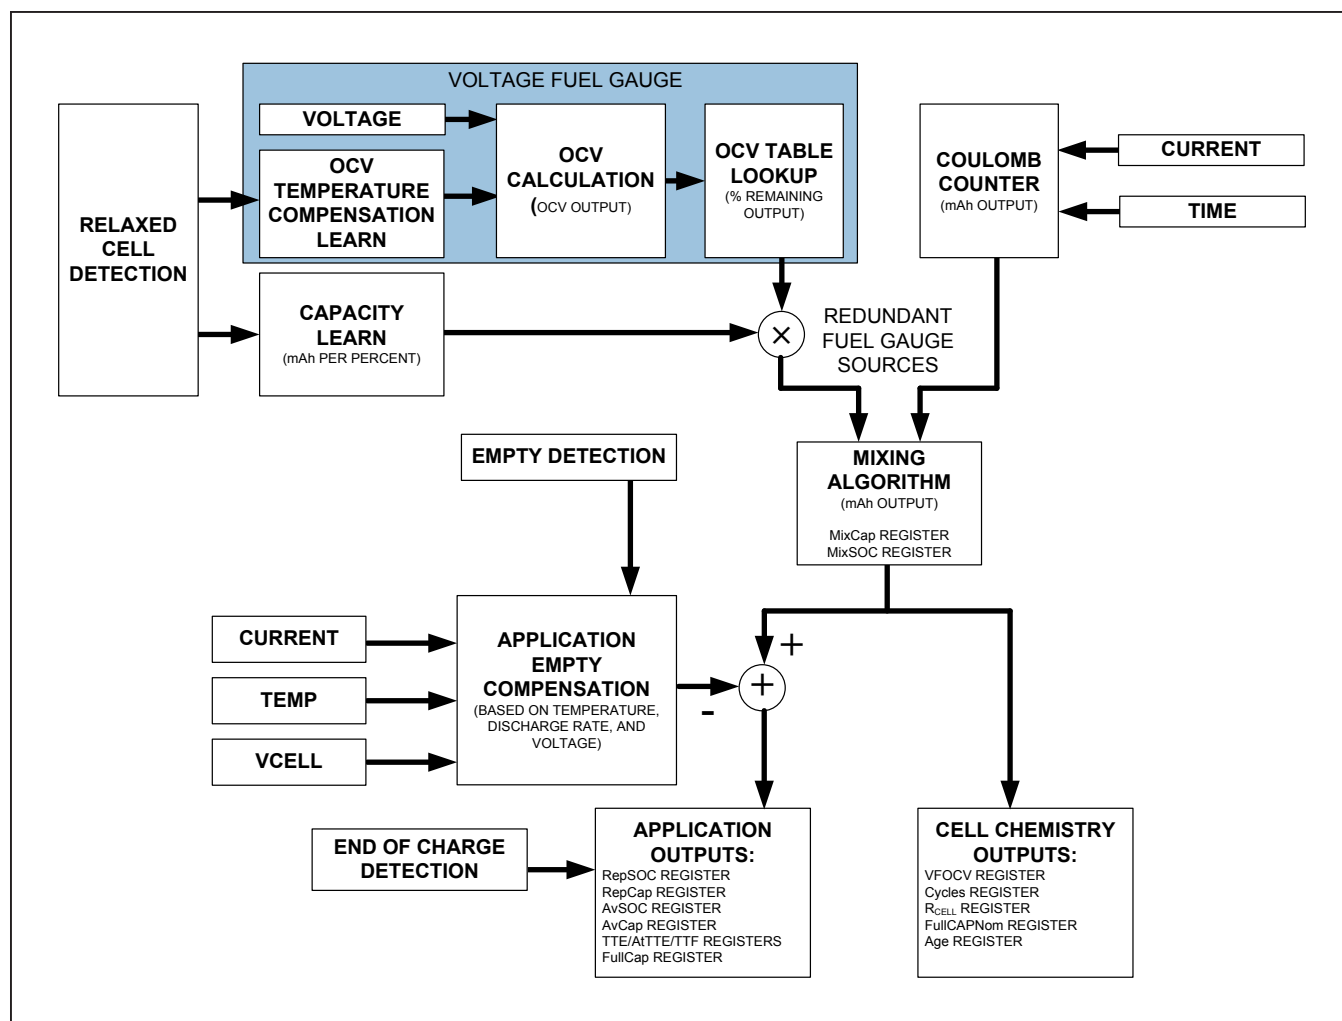 VOLTAGE FUEL GAUGE
VOLTAGE
OCV
TEMPERATURE
COMPENSATION
LEARN
OCV
CALCULATION
(OCV OUTPUT)
OCV TABLE
LOOKUP
(% REMAINING
OUTPUT)
COULOMB
COUNTER
(mAh OUTPUT)
CURRENT
TIME
RELAXED
CELL
DETECTION
CAPACITY
LEARN
(mAh PER PERCENT)
×
REDUNDANT
FUEL GAUGE
SOURCES
EMPTY DETECTION
MIXING
ALGORITHM
(mAh OUTPUT)
MixCap REGISTER
MixSOC REGISTER
CURRENT
TEMP
VCELL
APPLICATION
EMPTY
COMPENSATION
(BASED ON TEMPERATURE,
DISCHARGE RATE, AND
VOLTAGE)
+
+
-
END OF CHARGE
DETECTION
APPLICATION
OUTPUTS:
RepSOC REGISTER
RepCap REGISTER
AvSOC REGISTER
AvCap REGISTER
TTE/AtTTE/TTF REGISTERS
FullCap REGISTER
CELL CHEMISTRY
OUTPUTS:
VFOCV REGISTER
Cycles REGISTER
RCELL REGISTER
FullCAPNom REGISTER
Age REGISTER